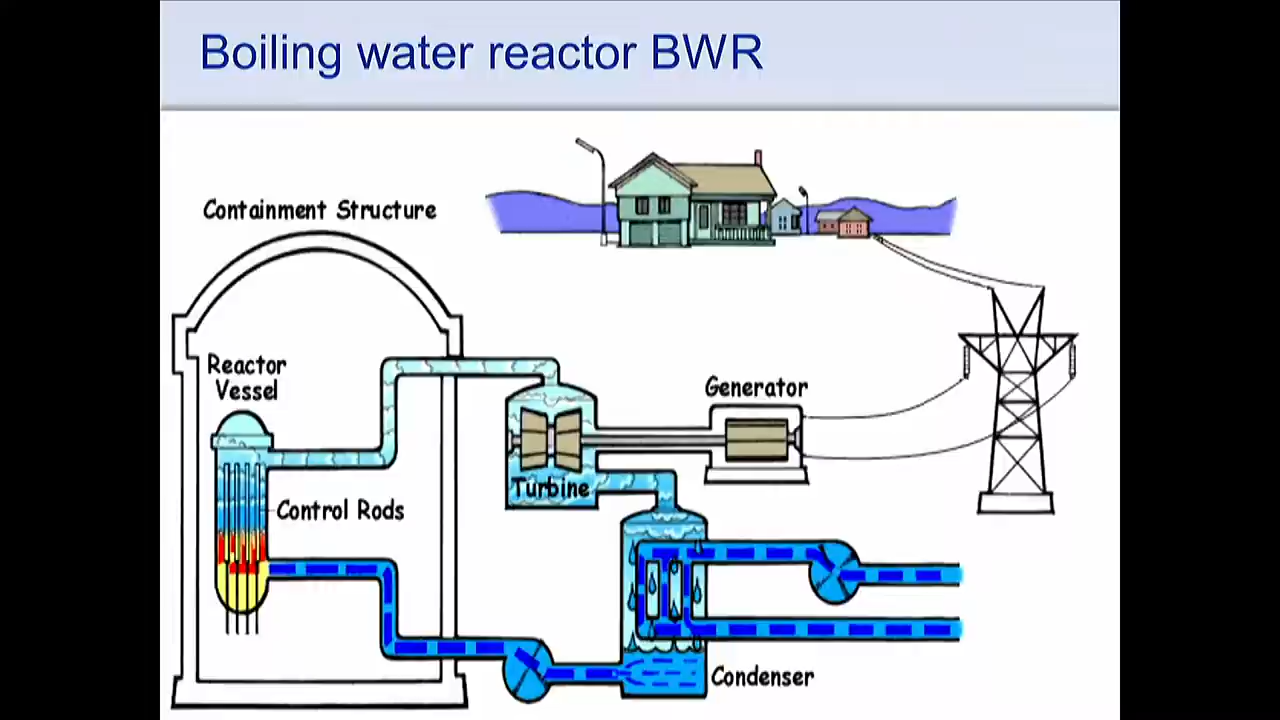 Boiling water reactor BWR
Containment Structure
Reactor
Vessel
Generator
Turbine
Control Rods
Condenser